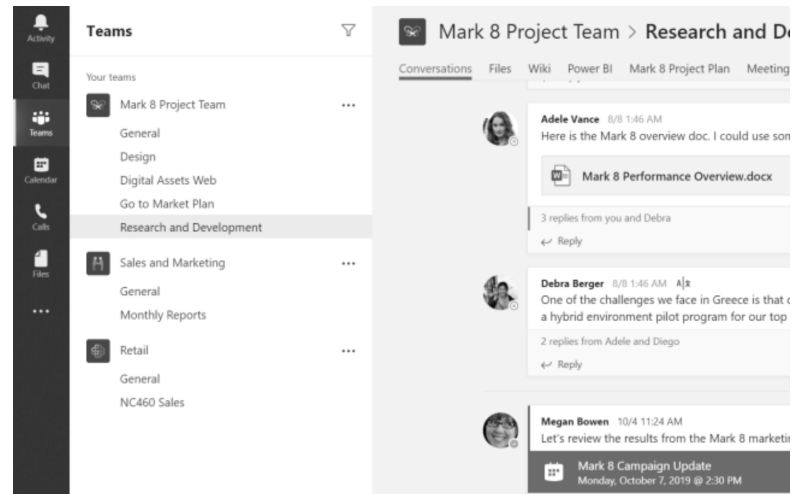 Activity
Chat
Teams
Calendar
Calls
Files
Teams
Your teams
Mark 8 Project Team
General
Design
Digital Assets Web
Go to Market Plan
Research and Development
Sales and Marketing
General
Monthly Reports
Retail
General
NC460 Sales
Mark 8 Project Team > Research and De
Conversations Files Wiki Power BI Mark 8 Project Plan Meeting
Adele Vance 8/8 1:46 AM
Here is the Mark 8 overview doc. I could use som
Mark 8 Performance Overview.docx
3 replies from you and Debra
Reply
Debra Berger 8/8 1:46 AM
One of the challenges we face in Greece is that
a hybrid environment pilot program for our top
2 replies from Adele and Diego
Reply
Megan Bowen 10/4 11:24 AM
Let's review the results from the Mark 8 marketin
Mark 8 Campaign Update
Monday, October 7, 2019 @ 2:30 PM